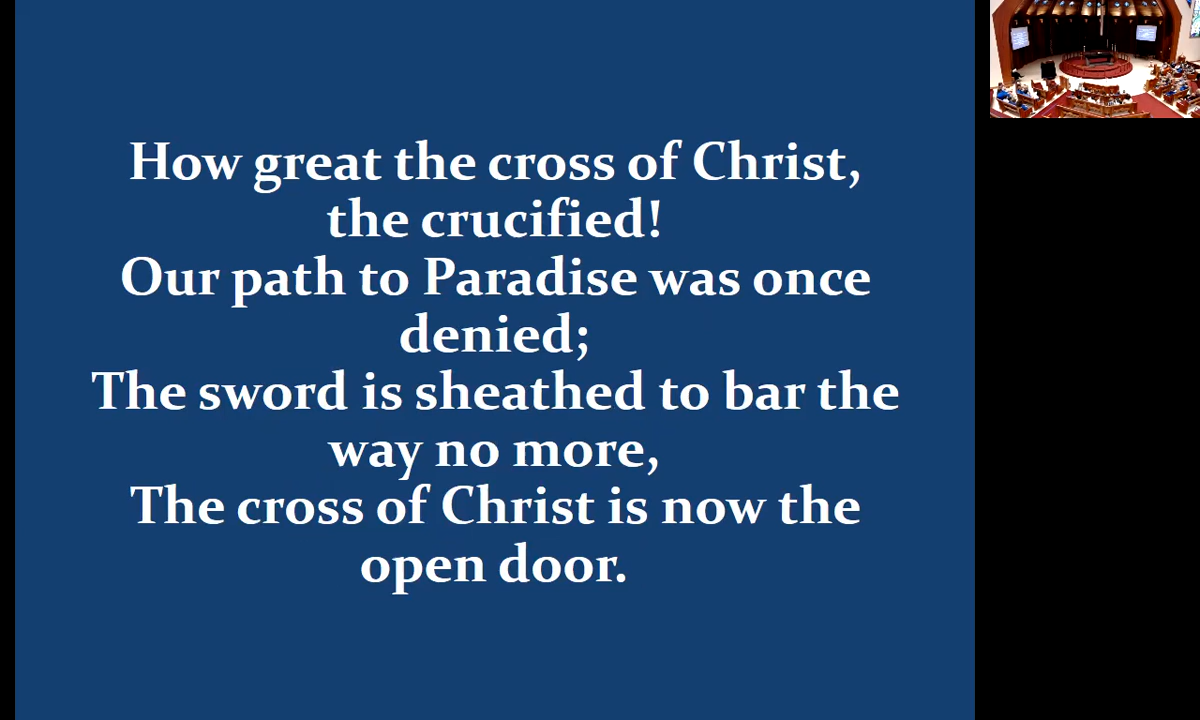 How great the cross of Christ,
the crucified!
Our path to Paradise was once
denied;
The sword is sheathed to bar the
way no more,
The cross of Christ is now the
open door.